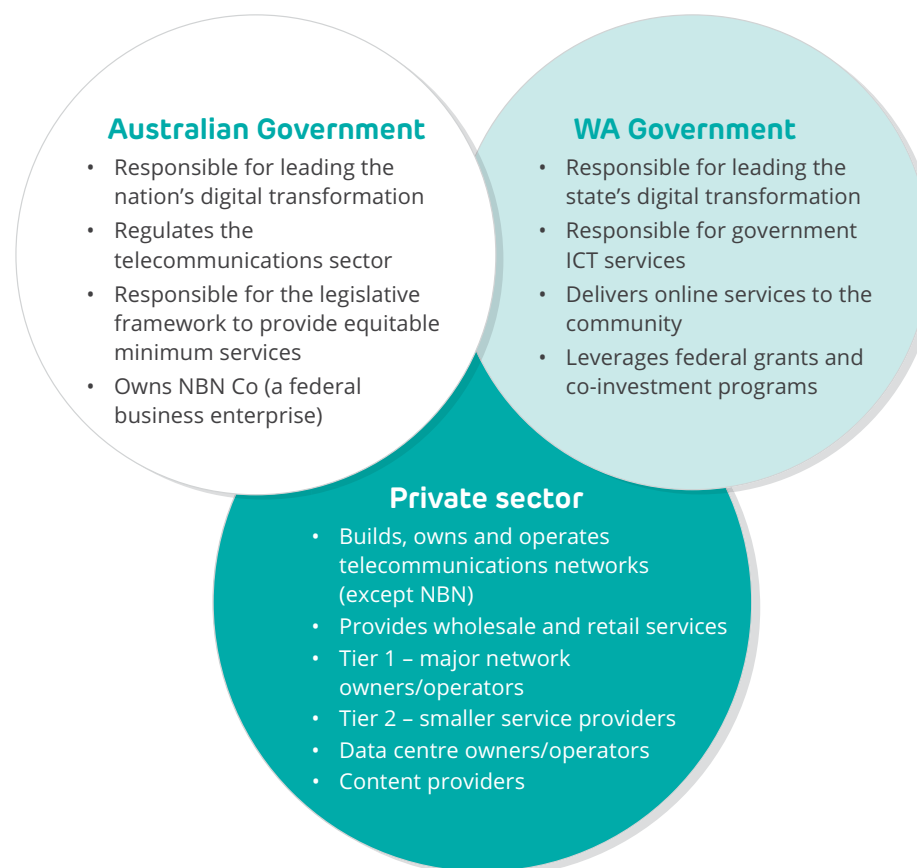 Australian Government
• Responsible for leading the
nation’s digital transformation
• Regulates the
telecommunications sector
• Responsible for the legislative
framework to provide equitable
minimum services
• Owns NBN Co (a federal
business enterprise)
WA Government
• Responsible for leading the
state’s digital transformation
• Responsible for government
ICT services
• Delivers online services to the
community
• Leverages federal grants and
co-investment programs
Private sector
• Builds, owns and operates
telecommunications networks
(except NBN)
• Provides wholesale and retail services
• Tier 1 – major network
owners/operators
• Tier 2 – smaller service providers
• Data centre owners/operators
• Content providers